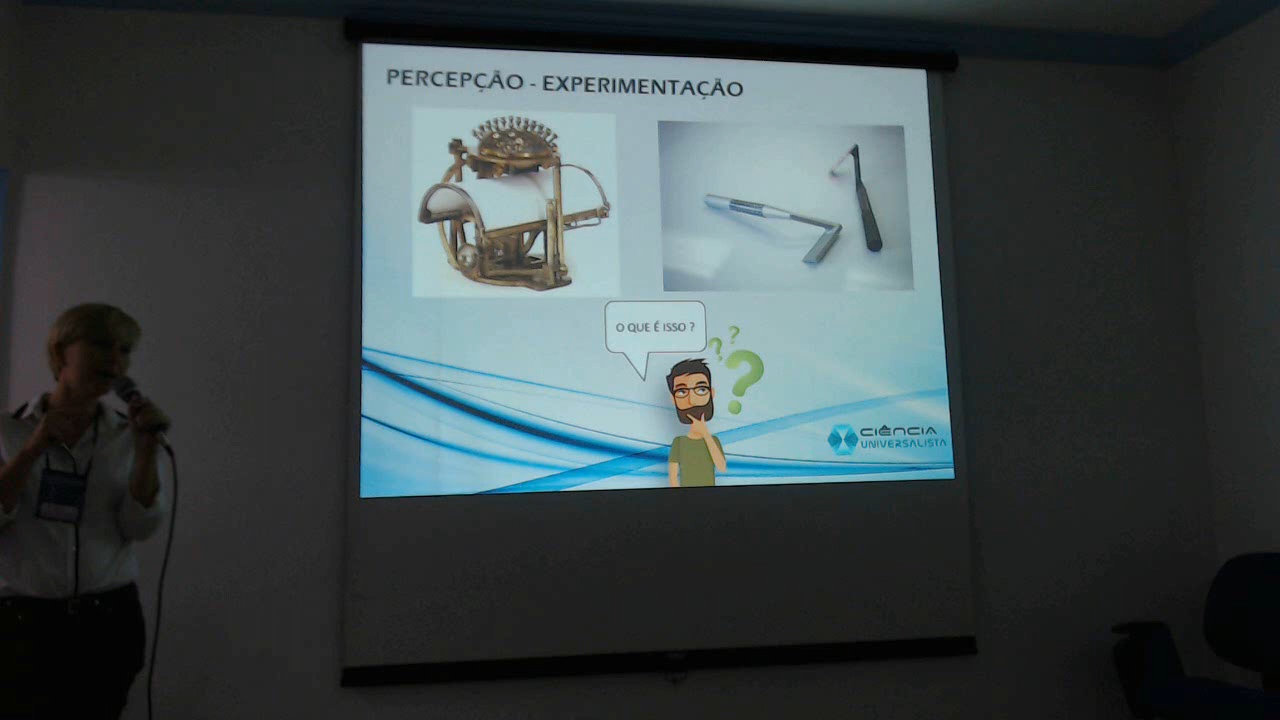 PERCEPÇÃO - EXPERIMENTAÇÃO
O QUE É ISSO ?
CIÊNCIA
UNIVERSALISTA